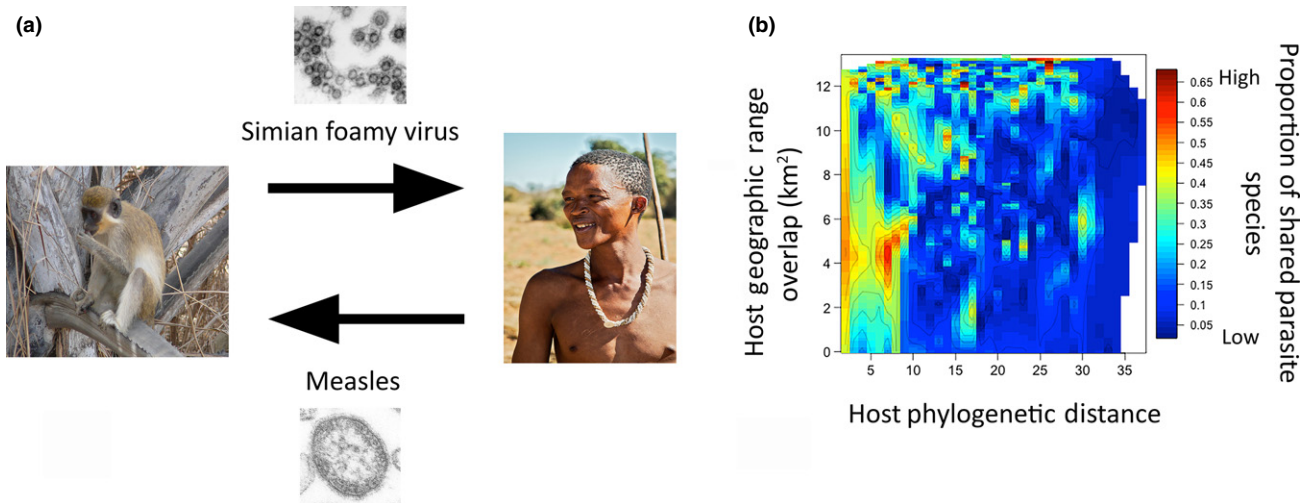 (a)
Simian foamy virus
Measles
(b)
Host geographic range
overlap (km²)
12
10
8
6
4
2
0
5
10
15
20
25
30
35
Host phylogenetic distance
0.65
0.6
0.55
0.5
0.45
0.4
0.35
0.3
0.25
0.2
0.15
0.1
0.05
High
Low
Proportion of shared parasite
species